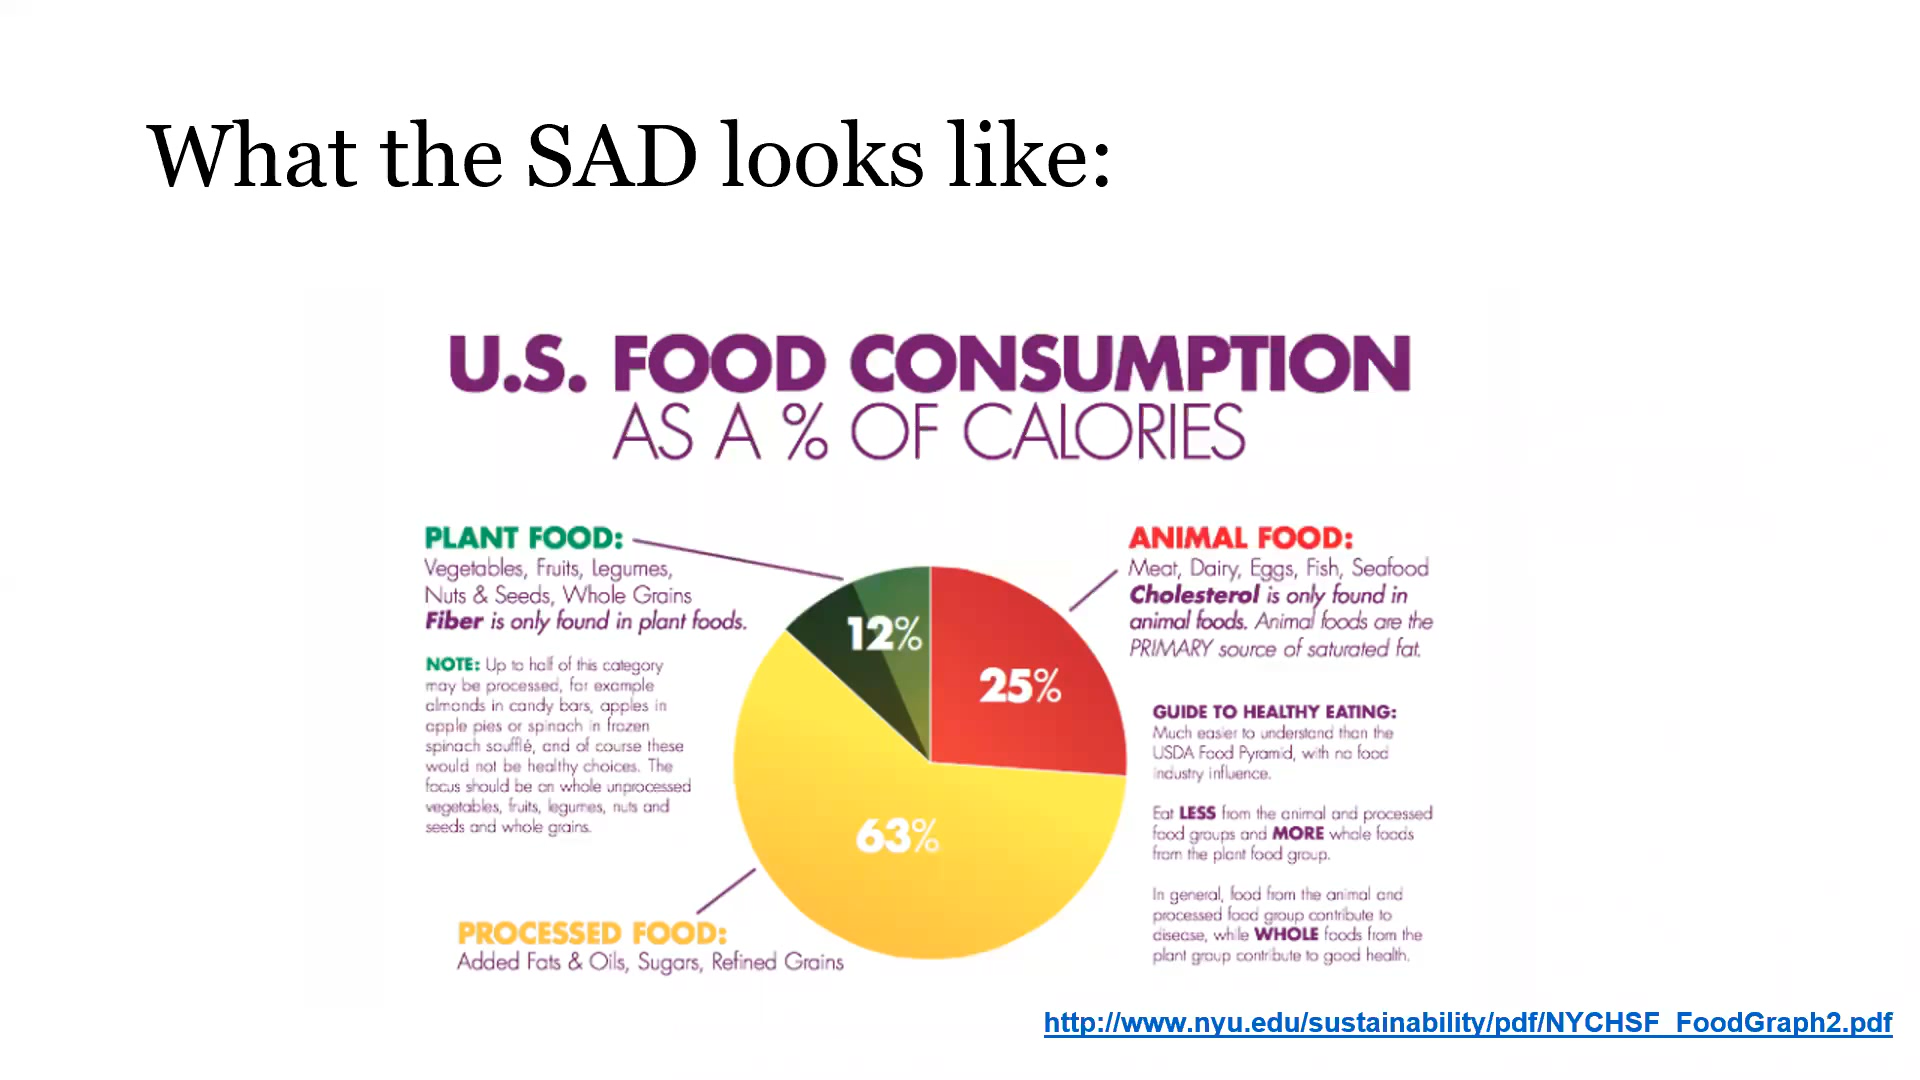 What the SAD looks like:
U.S. FOOD CONSUMPTION
AS A % OF CALORIES
PLANT FOOD:
Vegetables, Fruits, Legumes,
Nuts & Seeds, Whole Grains
Fiber is only found in plant foods.
NOTE: Up to half of this category
may be processed, for example
almonds in candy bars, apples in
apple pies or spinach in frozen
spinach soufflé, and of course these
would not be healthy choices. The
focus should be on whole unprocessed
vegetables, fruits, legumes, nuts and
seeds and whole grains.
12%
25%
63%
PROCESSED FOOD:
Added Fats & Oils, Sugars, Refined Grains
ANIMAL FOOD:
Meat, Dairy, Eggs, Fish, Seafood
Cholesterol is only found in
animal foods. Animal foods are the
PRIMARY source of saturated fat.
GUIDE TO HEALTHY EATING:
Much easier to understand than the
USDA Food Pyramid, with no food
industry influence.
Eat LESS from the animal and processed
food groups and MORE whole foods
from the plant food group.
In general, food from the animal and
processed food group contribute to
disease, while WHOLE foods from the
plant group contribute to good health.
http://www.nyu.edu/sustainability/pdf/NYCHSF_FoodGraph2.pdf